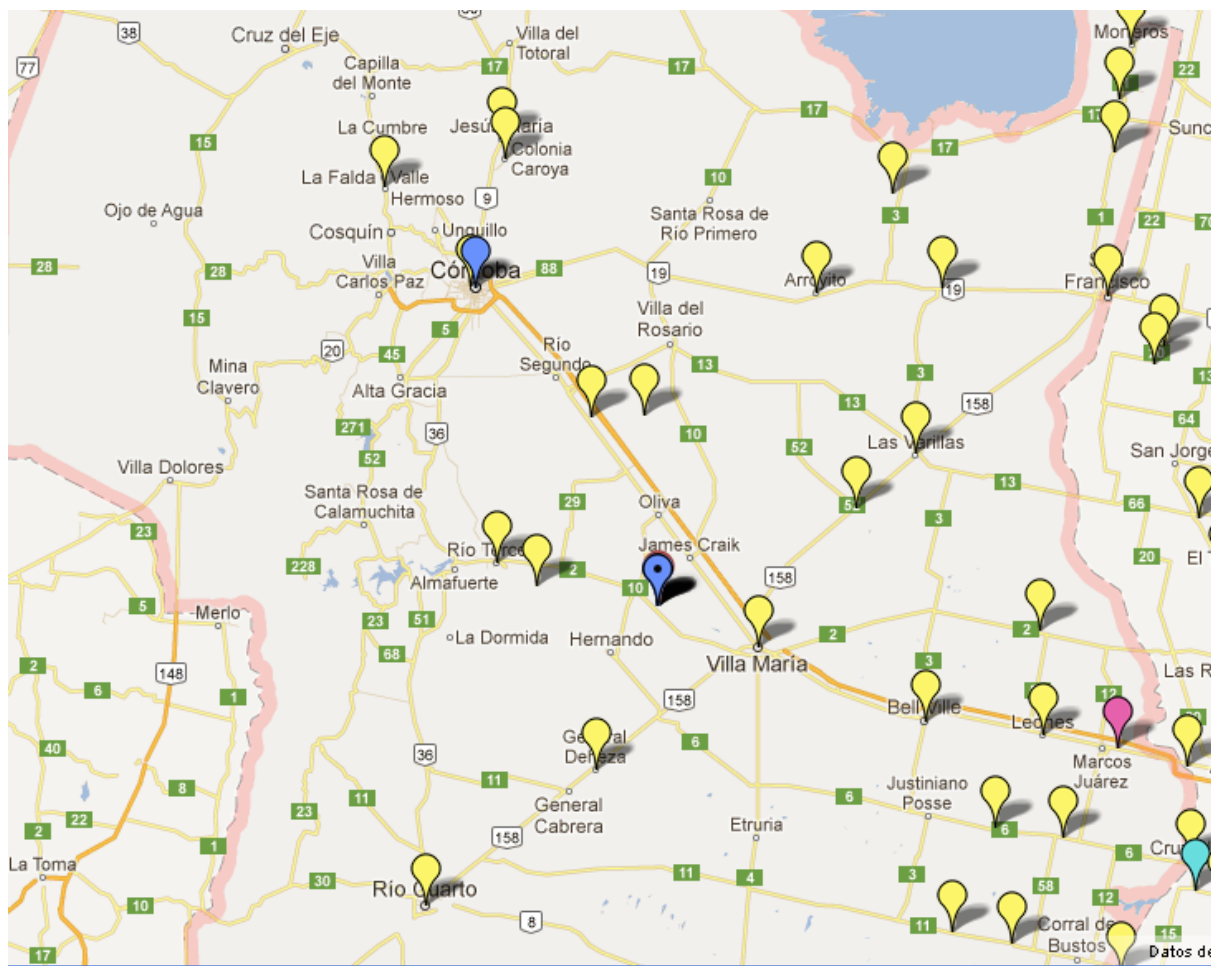 38
Cruz del Eje
Villa del
Totoral
Moneros
77
Capilla
del Monte
17
17
22
17
17
15
La Cumbre
Jesús María
17
Colonia
Caroya
La Falda Valle
Hermoso
9
10
3
1
22
Ojo de Agua
Santa Rosa de
Río Primero
Cosquín
Unquillo
28
28
Villa
Carlos Paz
Córdoba
88
19
Arroyito
19
Francisco
15
5
Villa del
Rosario
20
45
Río
Segundo
13
3
Mina
Clavero
Alta Gracia
13
158
64
271
36
10
52
Las Varillas
52
San Jorge
Villa Dolores
Santa Rosa de
Calamuchita
29
Oliva
13
66
23
3
228
Río Tercero
James Craik
20
Almafuerte
2
10
158
5
Merlo
23
51
La Dormida
Hernando
2
2
68
Villa María
3
148
2
6
1
158
12
Bell Ville
Leones
40
36
General
Deheza
6
Marcos
Juárez
8
11
11
General
Cabrera
6
Justiniano
Posse
23
22
2
158
Etruria
6
6
1
La Toma
30
11
4
3
58
12
10
Río Cuarto
8
11
Corral de
Bustos
15
17
Datos de